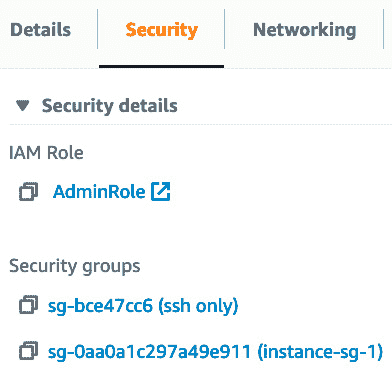 Details Security Networking
Security details
IAM Role
AdminRole
Security groups
sg-bce47cc6 (ssh only)
sg-0aa0a1c297a49e911 (instance-sg-1)